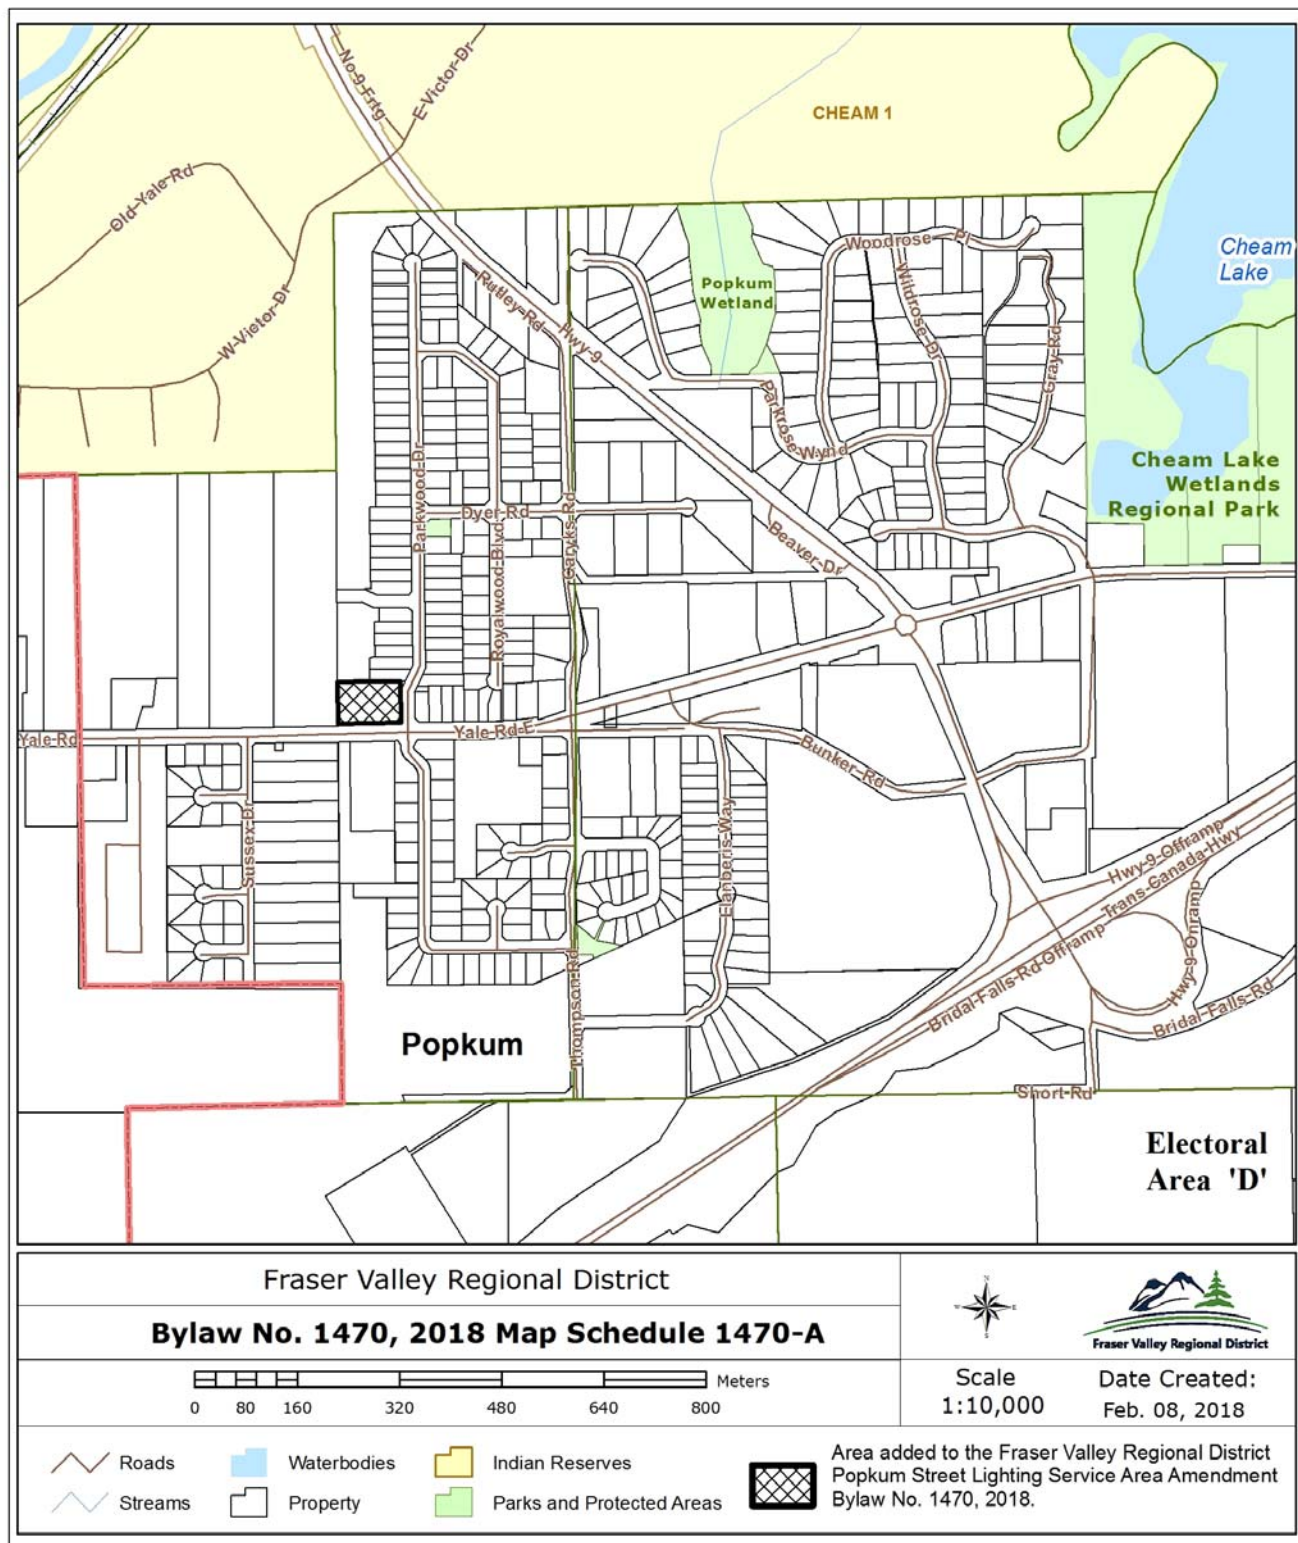 No 9 Frtg
E Victor Dr
CHEAM 1
Old Yale Rd
W Victor Dr
Cheam
Lake
Woodrose Pl
Popkum
Wetland
Wildrose Dr
Rutley Rd
Hwy 9
Gray Rd
Parkrose Wynd
Parkwood Dr
Cheam Lake
Wetlands
Regional Park
Dyer Rd
Royalwood Blvd
Caryks Rd
Beaver Dr
Yale Rd
Yale Rd E
Bunker Rd
Sussex Dr
Llanberis Way
Hwy 9 Offramp
Trans Canada Hwy
Hwy 9 Onramp
Bridal Falls Rd Offramp
Bridal Falls Rd
Thompson Rd
Popkum
Short Rd
Electoral
Area 'D'
Fraser Valley Regional District
Bylaw No. 1470, 2018 Map Schedule 1470-A
Meters
0 80 160 320 480 640 800
N
W E
S
Fraser Valley Regional District
Scale
1:10,000
Date Created:
Feb. 08, 2018
Roads
Waterbodies
Indian Reserves
Streams
Property
Parks and Protected Areas
Area added to the Fraser Valley Regional District
Popkum Street Lighting Service Area Amendment
Bylaw No. 1470, 2018.